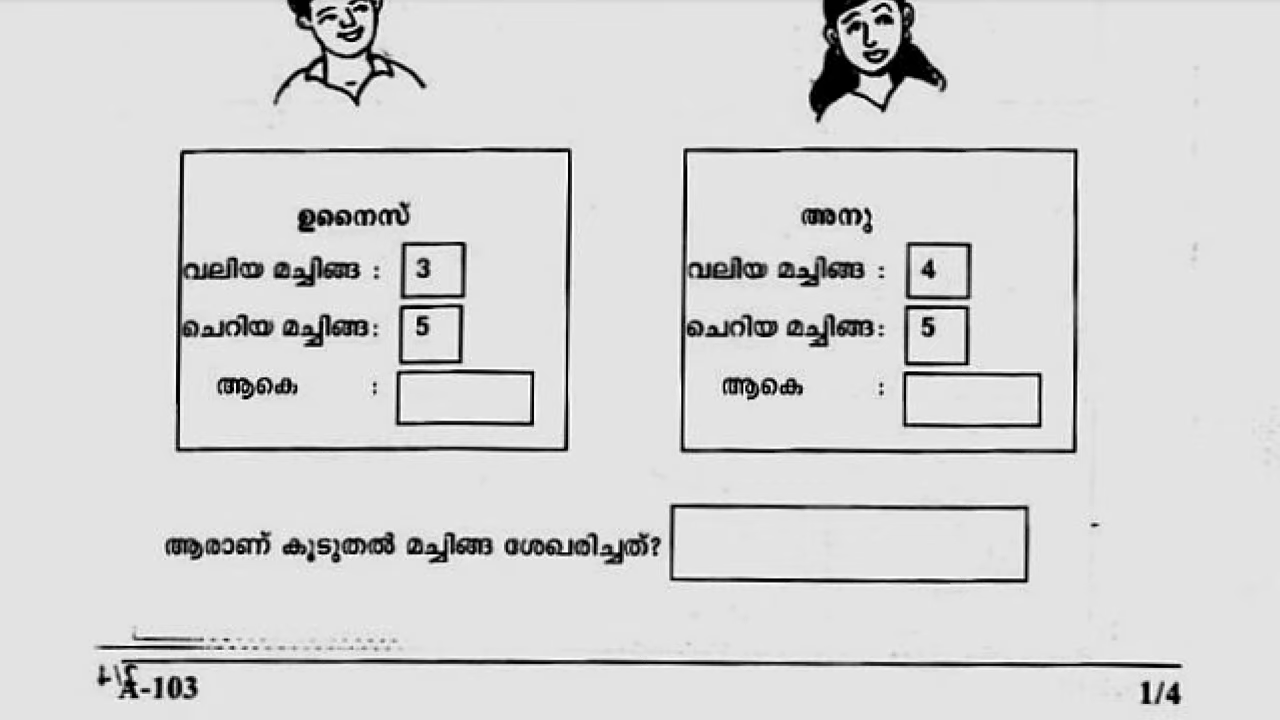 ഉനൈസ്
വലിയ മച്ചിങ്ങ : 3
ചെറിയ മച്ചിങ്ങ : 5
ആകെ :
അനു
വലിയ മച്ചിങ്ങ : 4
ചെറിയ മച്ചിങ്ങ : 5
ആകെ :
ആരാണ് കൂടുതൽ മച്ചിങ്ങ ശേഖരിച്ചത്?
A-103
1/4